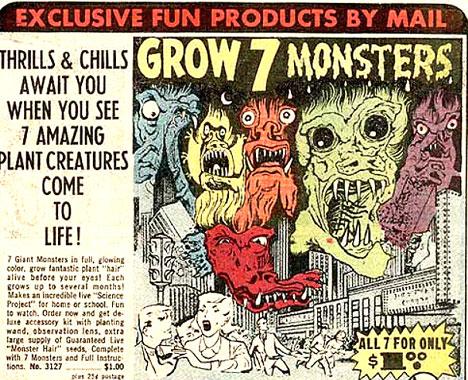 EXCLUSIVE FUN PRODUCTS BY MAIL
THRILLS & CHILLS
AWAIT YOU
WHEN YOU SEE
7 AMAZING
PLANT CREATURES
COME
TO
LIFE!
GROW 7 MONSTERS
7 Giant Monsters in full, glowing
color, grow fantastic plant "hair"
alive before your eyes! Each
grows up to several months!
Makes an incredible live "Science
Project" for home or school. Fun
to watch. Order now and get de-
luxe accessory kit with planting
wand, observation lens, extra
large supply of Guaranteed Live
"Monster Hair" seeds. Complete
with 7 Monsters and Full Instruc-
tions. No. 3127 ........ $1.00
plus 25¢ postage
ALL 7 FOR ONLY
$1.00